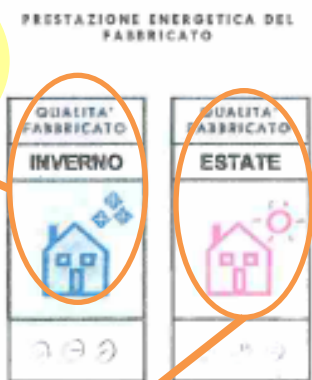 PRESTAZIONE ENERGETICA DEL
FABBRICATO
QUALITA'
FABBRICATO
INVERNO
QUALITA'
FABBRICATO
ESTATE